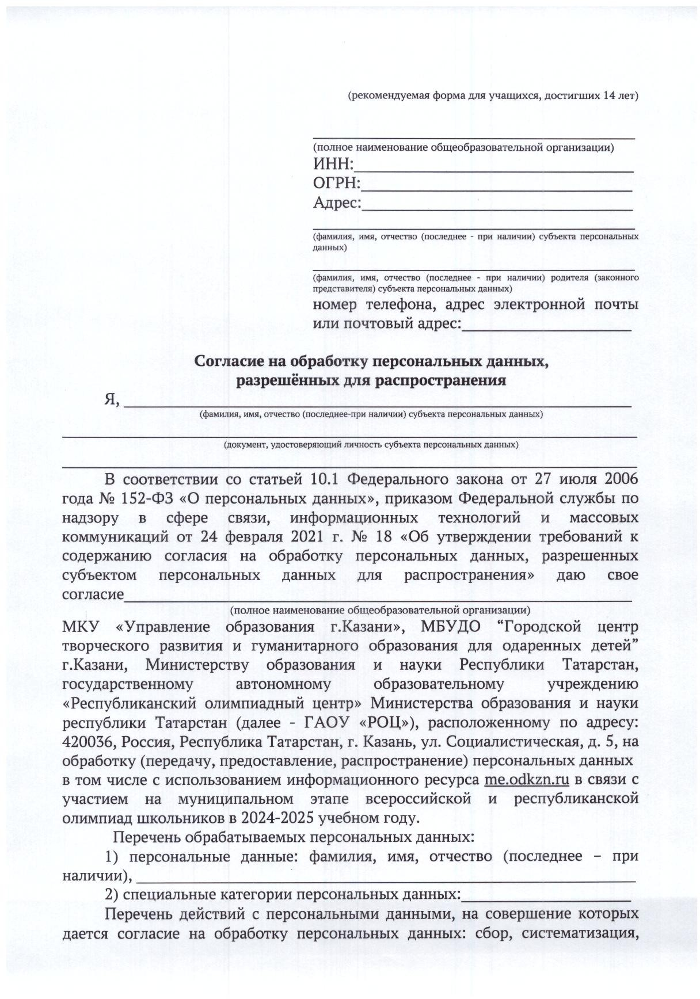 (рекомендуемая форма для учащихся, достигших 14 лет)
(полное наименование общеобразовательной организации)
ИНН:
ОГРН:
Адрес:
(фамилия, имя, отчество (последнее - при наличии) субъекта персональных
данных)
(фамилия, имя, отчество (последнее - при наличии) родителя (законного
представителя) субъекта персональных данных)
номер телефона, адрес электронной почты
или почтовый адрес:
Согласие на обработку персональных данных,
разрешённых для распространения
Я,
(фамилия, имя, отчество (последнее-при наличии) субъекта персональных данных)
(документ, удостоверяющий личность субъекта персональных данных)
В соответствии со статьей 10.1 Федерального закона от 27 июля 2006
года № 152-ФЗ «О персональных данных», приказом Федеральной службы по
надзору в сфере связи, информационных технологий и массовых
коммуникаций от 24 февраля 2021 г. № 18 «Об утверждении требований к
содержанию согласия на обработку персональных данных, разрешенных
субъектом персональных данных для распространения» даю свое
согласие
(полное наименование общеобразовательной организации)
МКУ «Управление образования г.Казани», МБУДО “Городской центр
творческого развития и гуманитарного образования для одаренных детей”
г.Казани, Министерству образования и науки Республики Татарстан,
государственному автономному образовательному учреждению
«Республиканский олимпиадный центр» Министерства образования и науки
республики Татарстан (далее - ГАОУ «РОЦ»), расположенному по адресу:
420036, Россия, Республика Татарстан, г. Казань, ул. Социалистическая, д. 5, на
обработку (передачу, предоставление, распространение) персональных данных
в том числе с использованием информационного ресурса me.odkzn.ru в связи с
участием на муниципальном этапе всероссийской и республиканской
олимпиад школьников в 2024-2025 учебном году.
Перечень обрабатываемых персональных данных:
1) персональные данные: фамилия, имя, отчество (последнее – при
наличии),
2) специальные категории персональных данных:
Перечень действий с персональными данными, на совершение которых
дается согласие на обработку персональных данных: сбор, систематизация,